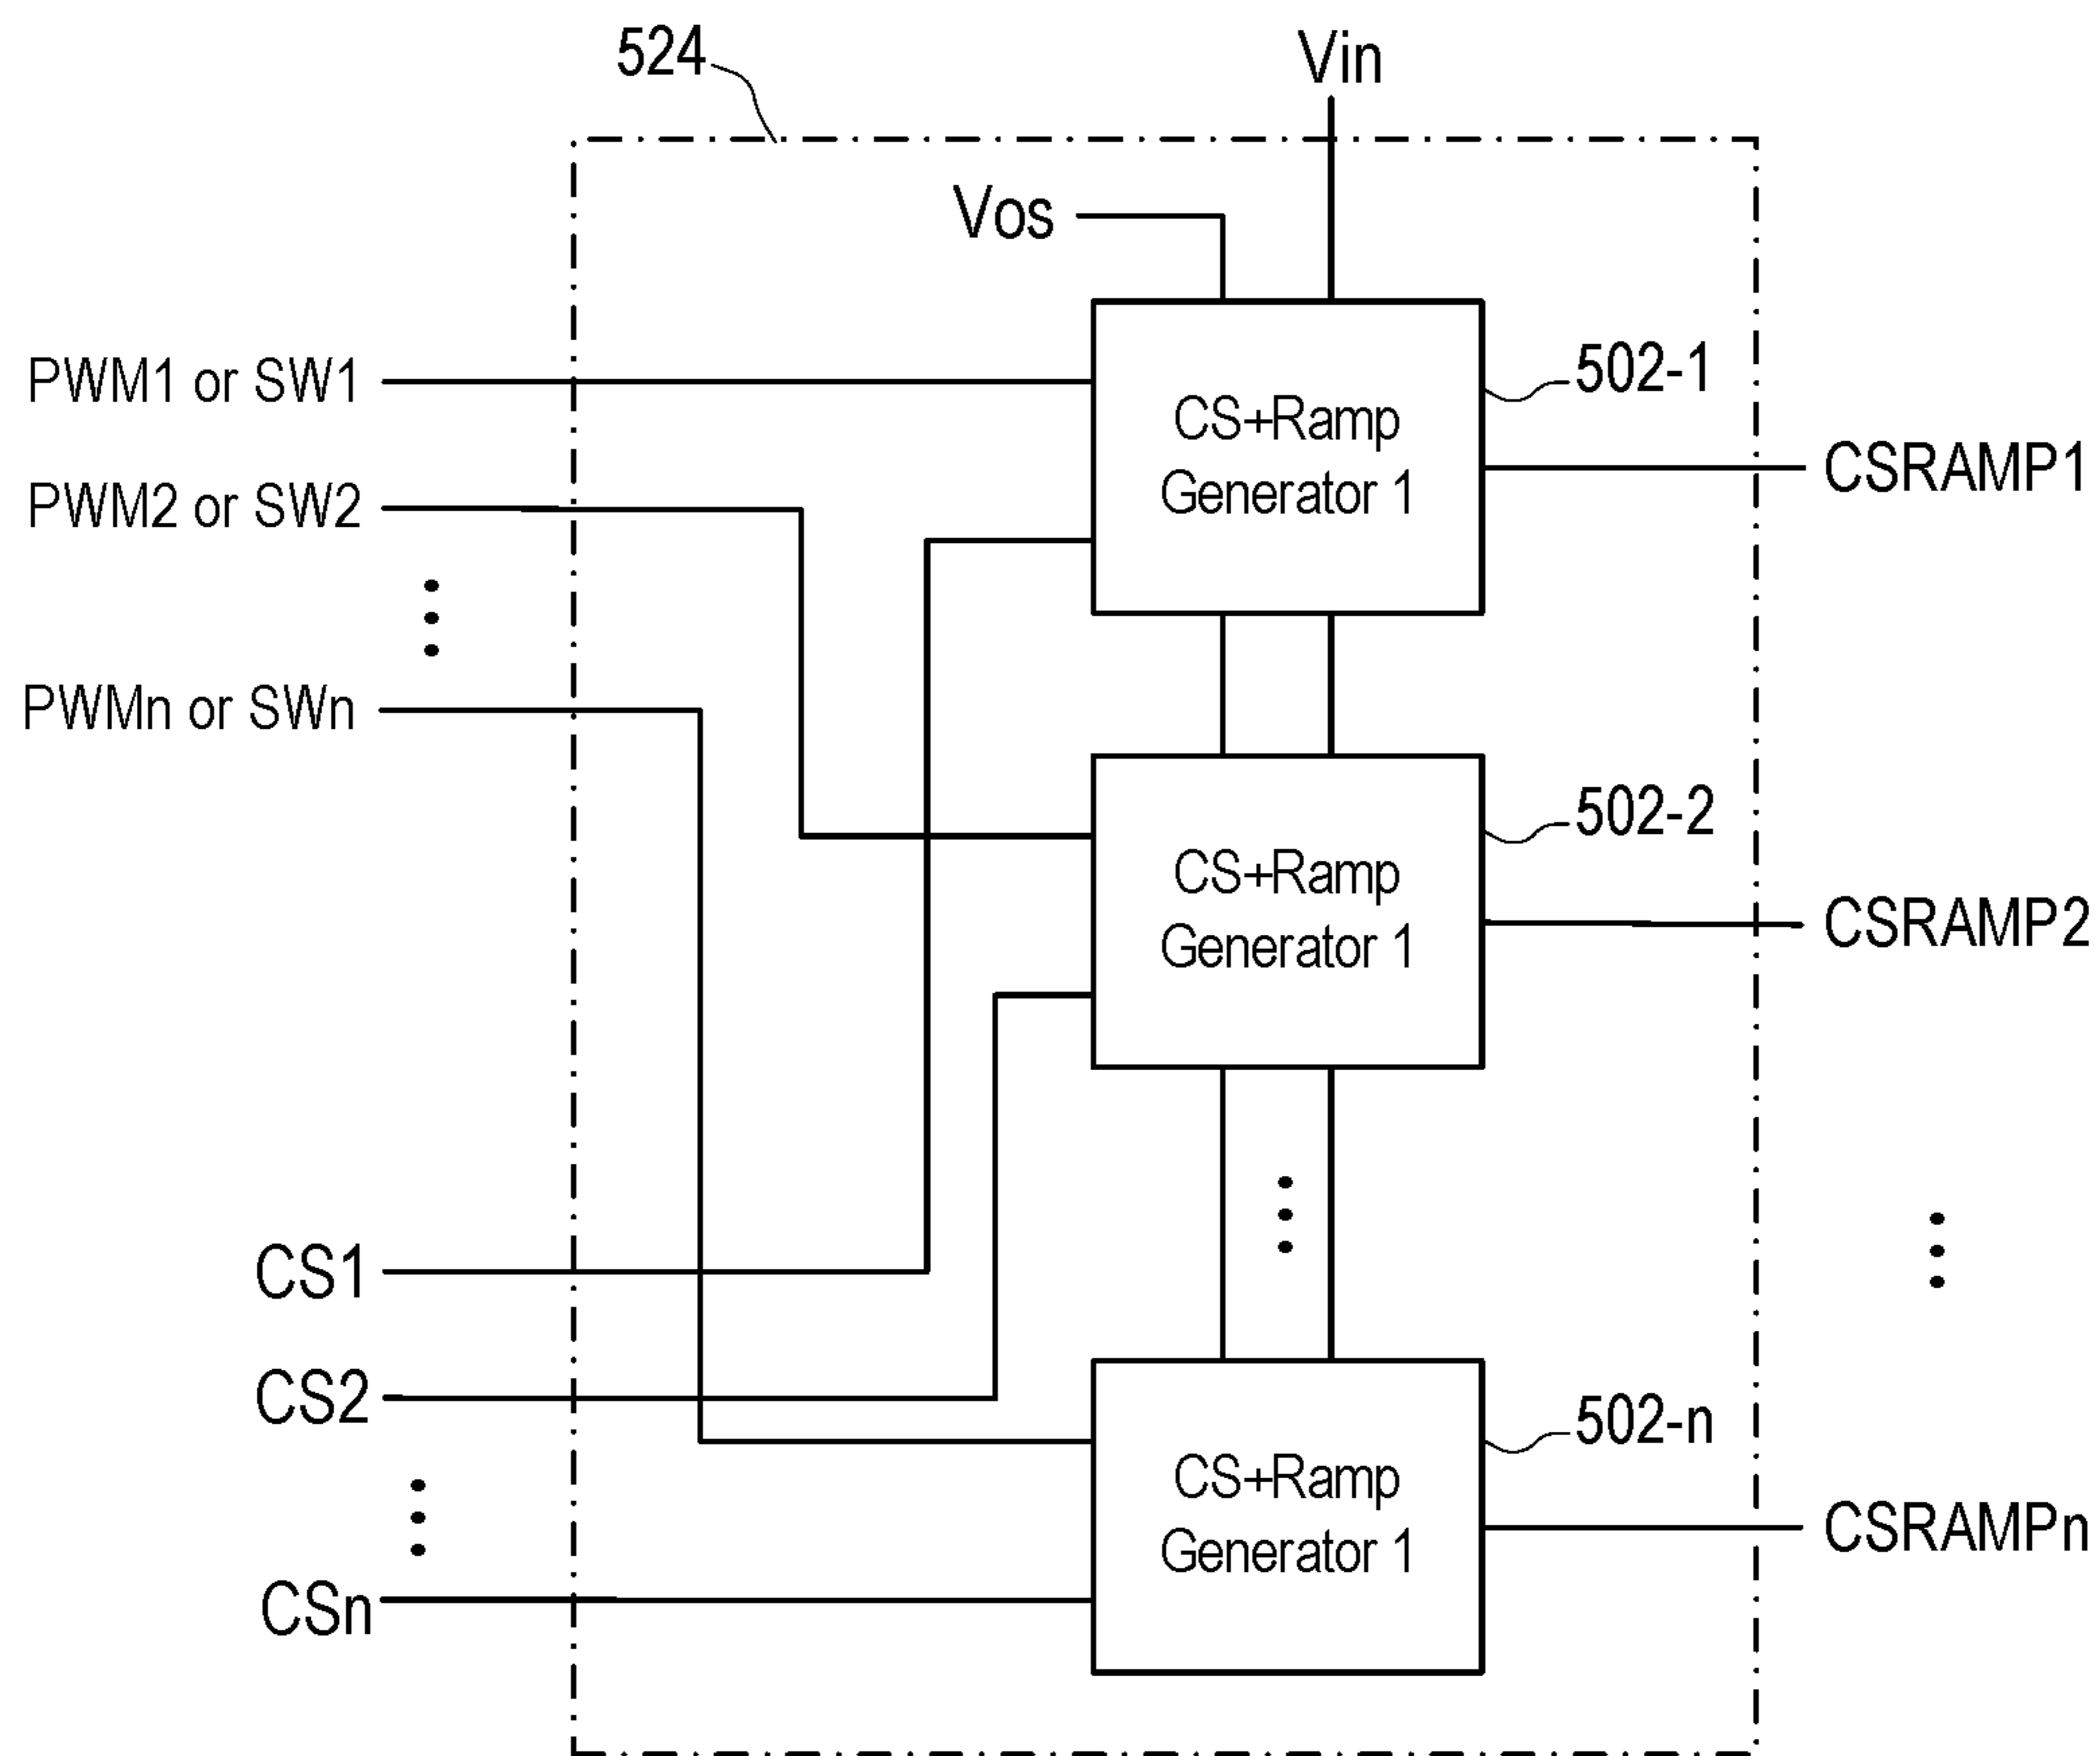 524
Vin
Vos
PWM1 or SW1
502-1
CS+Ramp
Generator 1
CSRAMP1
PWM2 or SW2
PWMn or SWn
502-2
CS+Ramp
Generator 1
CSRAMP2
CS1
CS2
502-n
CS+Ramp
Generator 1
CSRAMPn
CSn